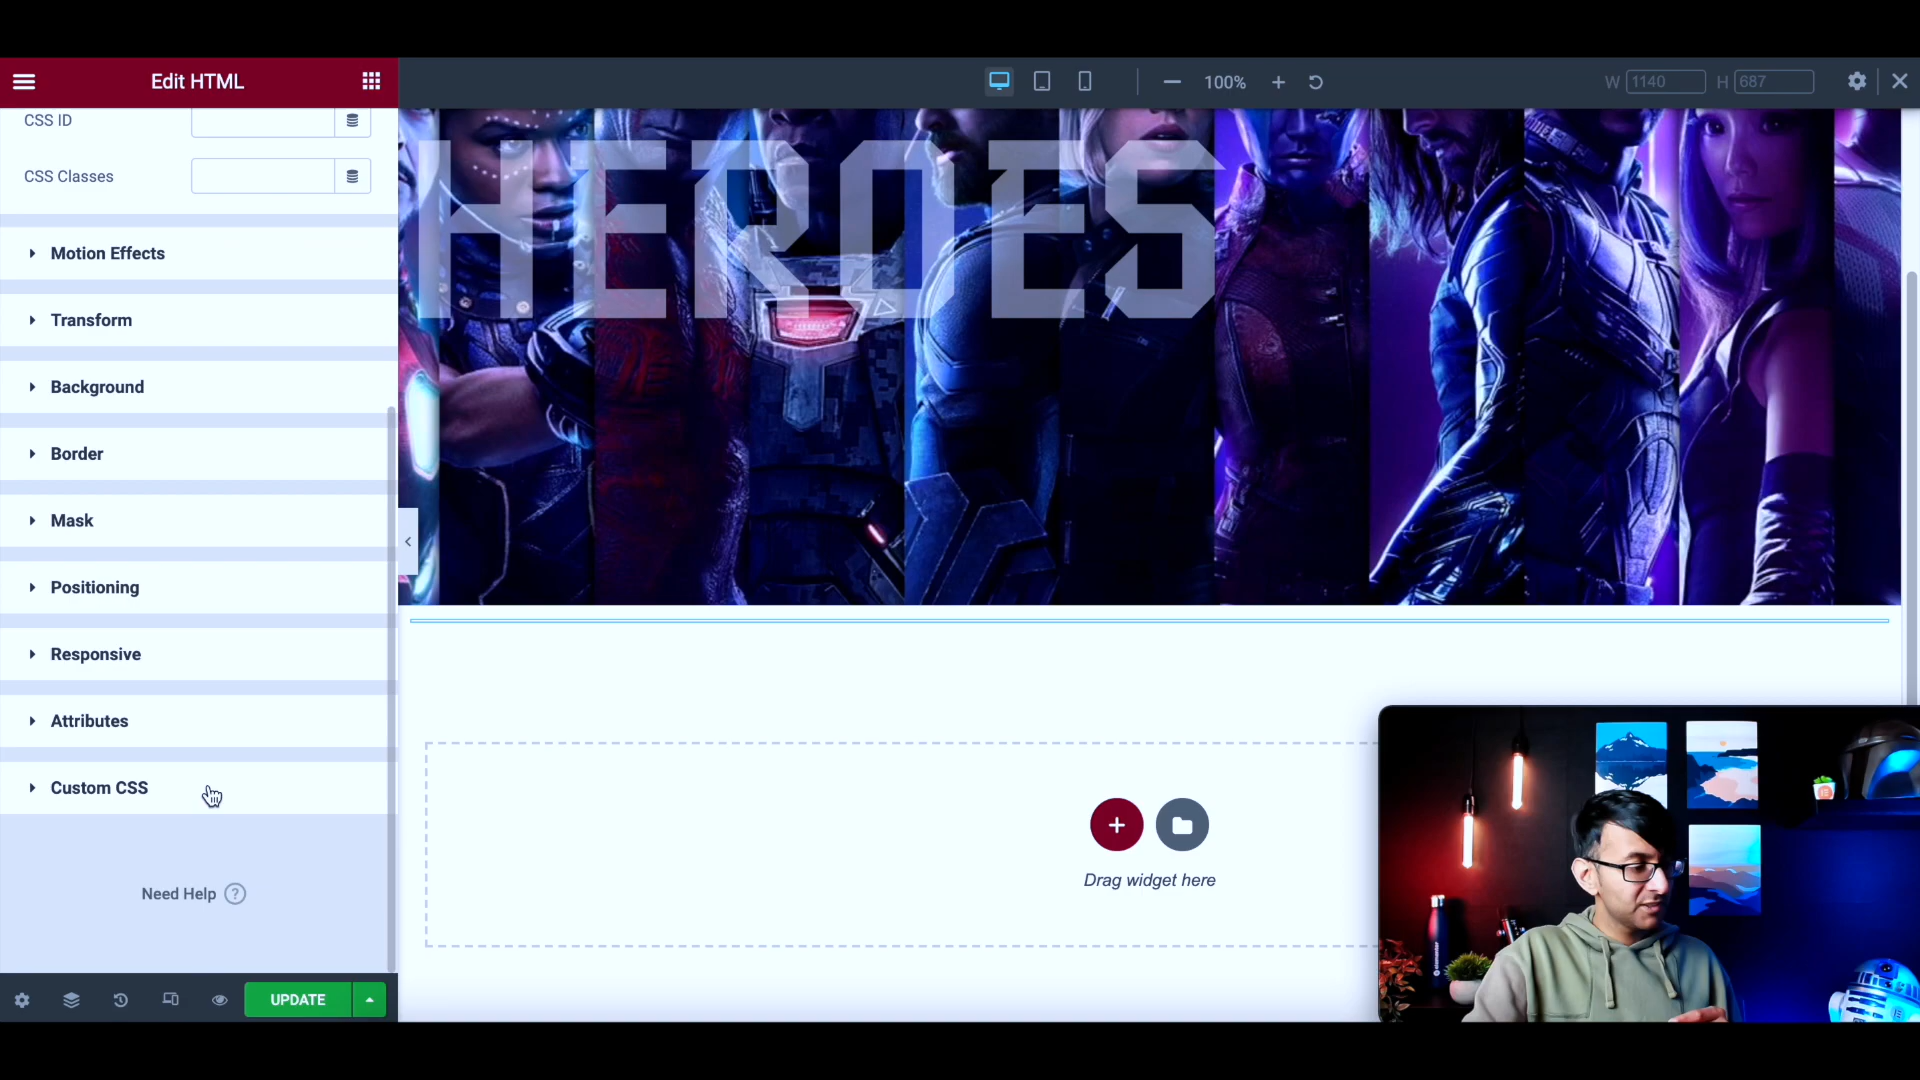 Edit HTML
100%
W 1140 H 687
CSS ID
CSS Classes
Motion Effects
Transform
Background
Border
Mask
Positioning
Responsive
Attributes
Custom CSS
Need Help ?
UPDATE
HEROES
Drag widget here